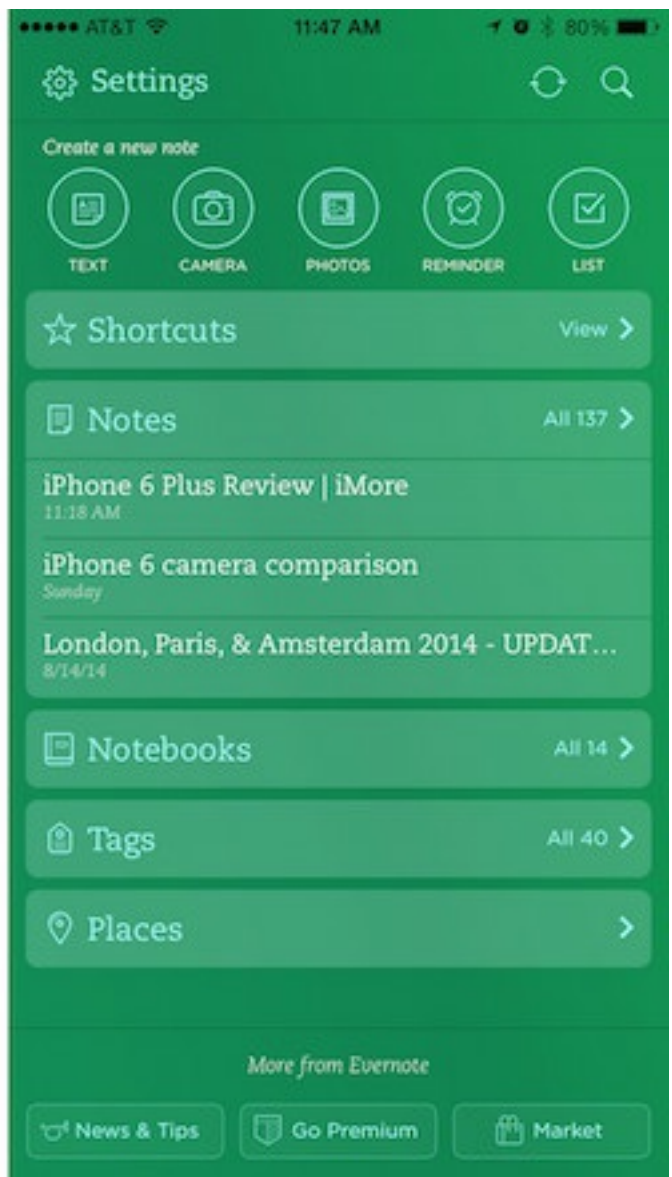 AT&T 11:47 AM 80%
Settings
Create a new note
TEXT CAMERA PHOTOS REMINDER LIST
Shortcuts View
Notes All 137
iPhone 6 Plus Review | iMore
11:18 AM
iPhone 6 camera comparison
Sunday
London, Paris, & Amsterdam 2014 - UPDAT...
8/14/14
Notebooks All 14
Tags All 40
Places
More from Evernote
News & Tips Go Premium Market